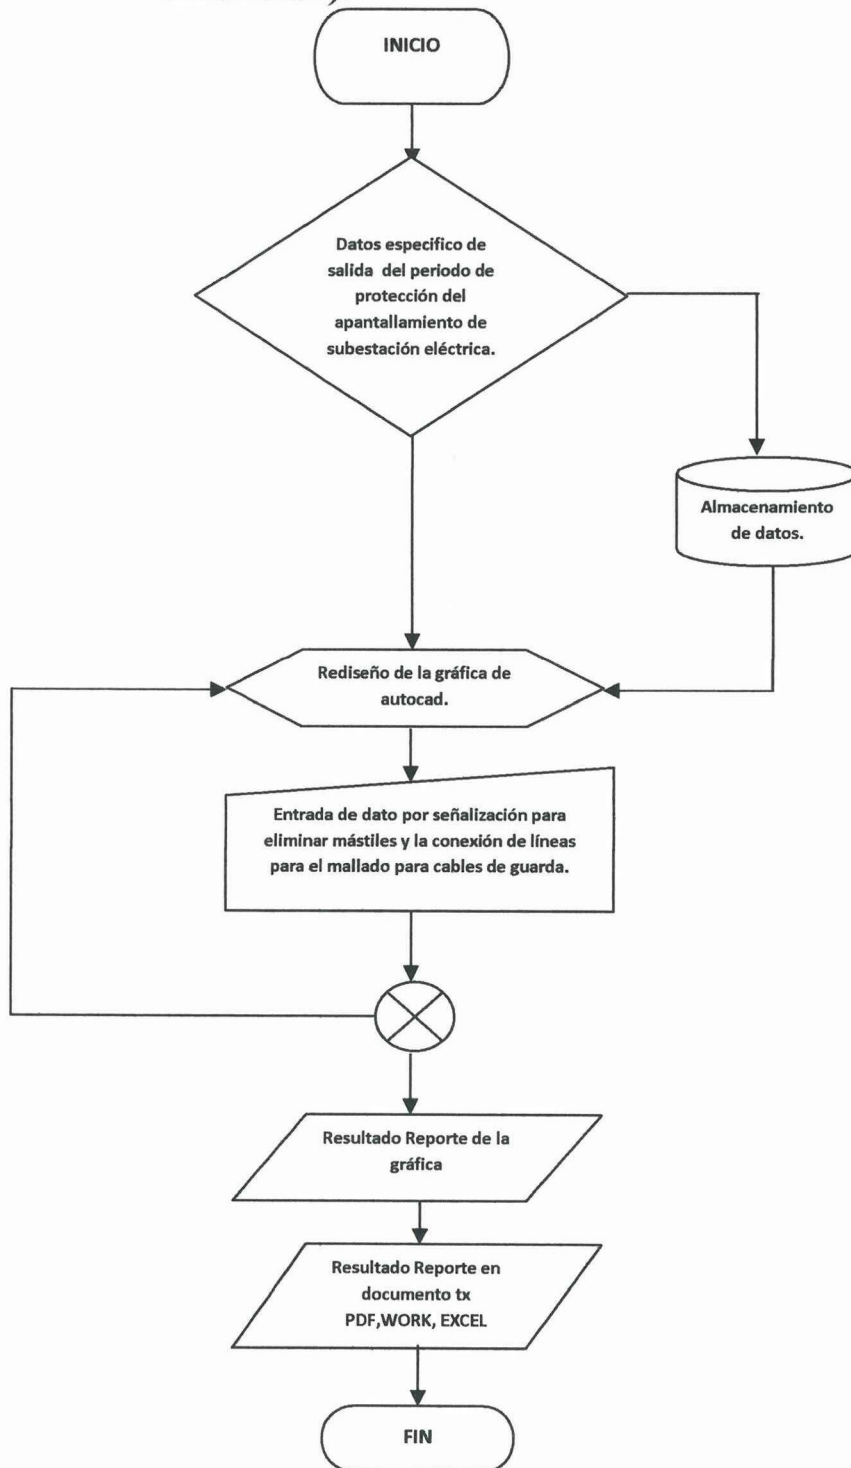 INICIO
Datos especifico de
salida del periodo de
protección del
apantallamiento de
subestación eléctrica.
Almacenamiento
de datos.
Rediseño de la gráfica de
autocad.
Entrada de dato por señalización para
eliminar mástiles y la conexión de líneas
para el mallado para cables de guarda.
Resultado Reporte de la
gráfica
Resultado Reporte en
documento tx
PDF,WORK, EXCEL
FIN